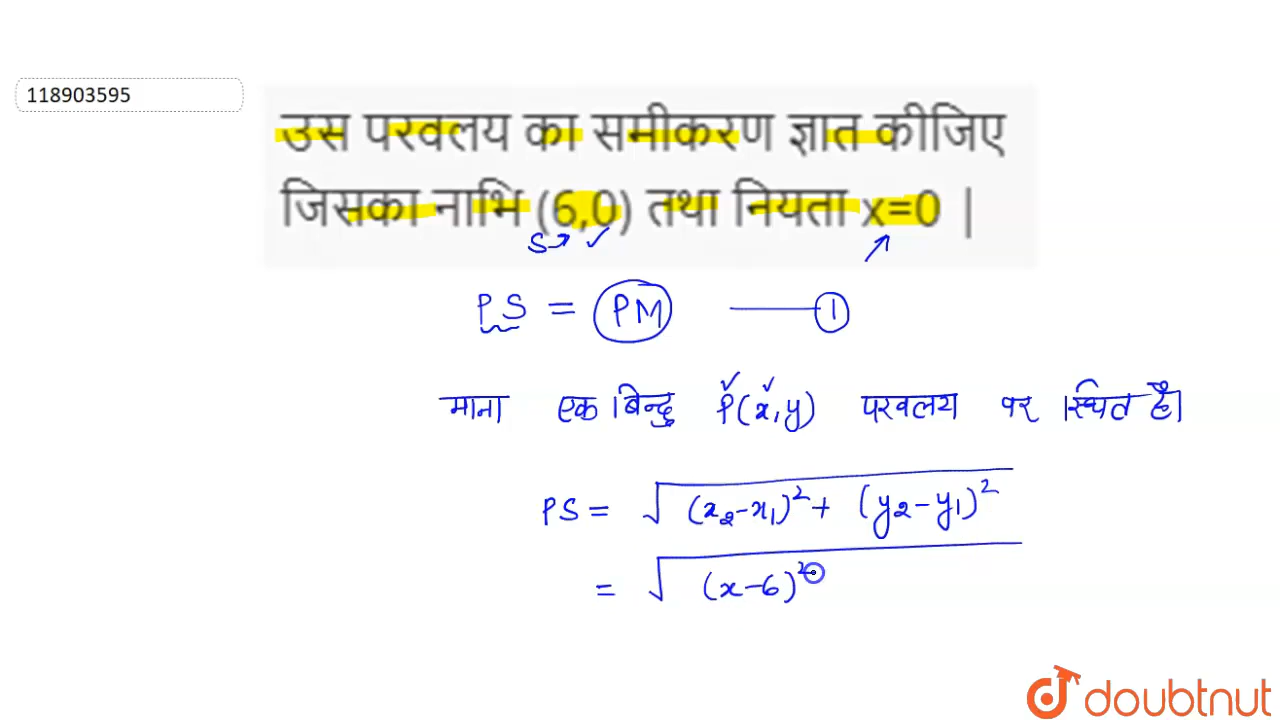 118903595
उस परवलय का समीकरण ज्ञात कीजिए
जिसका नाभि (6,0) तथा नियता x=0 |
S→ ✓
PS = PM ——— 1
माना एक बिन्दु P(x,y) परवलय पर स्थित है।
PS = √(x₂-x₁)² + (y₂-y₁)²
= √(x-6)²
doubtnut